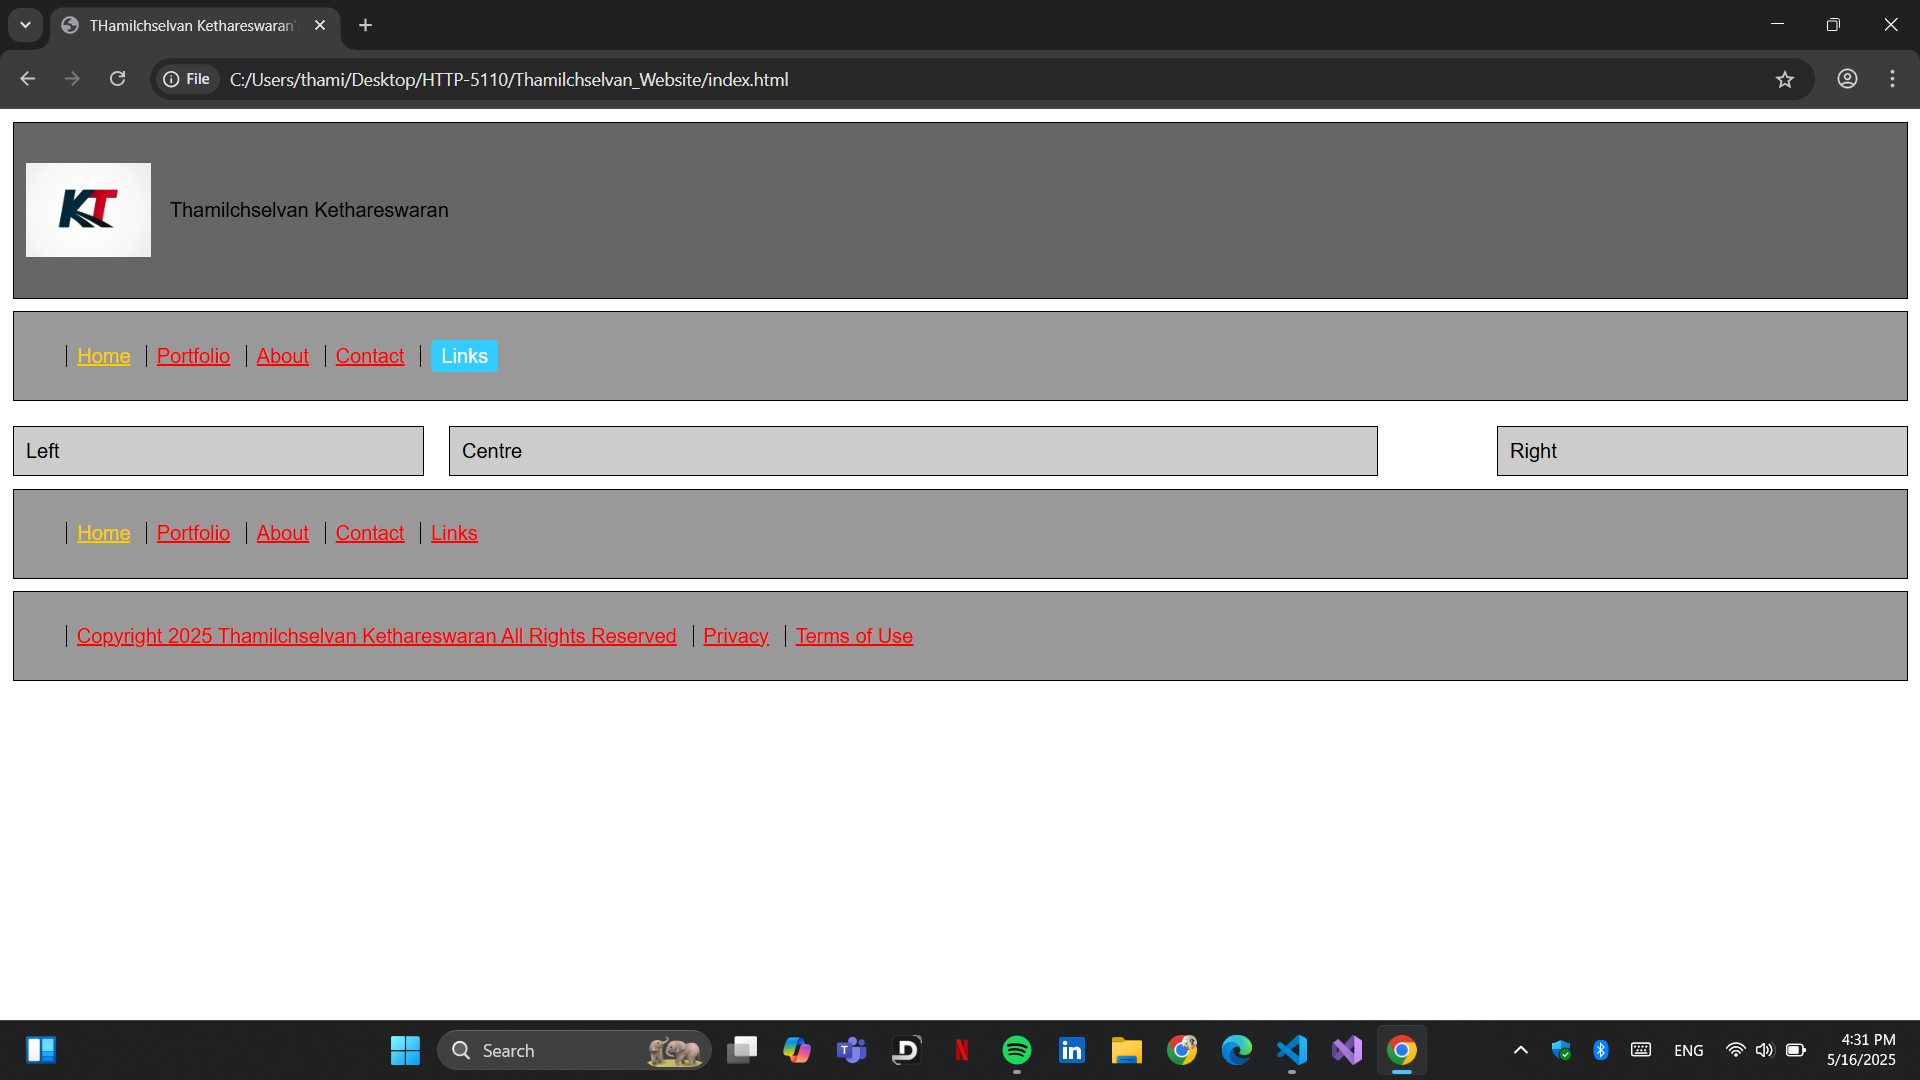 THamilchselvan Kethareswaran'
File
C:/Users/thami/Desktop/HTTP-5110/Thamilchselvan_Website/index.html
KT
Thamilchselvan Kethareswaran
Home Portfolio About Contact Links
Left Centre Right
Home Portfolio About Contact Links
Copyright 2025 Thamilchselvan Kethareswaran All Rights Reserved Privacy Terms of Use
Search
ENG
4:31 PM
5/16/2025